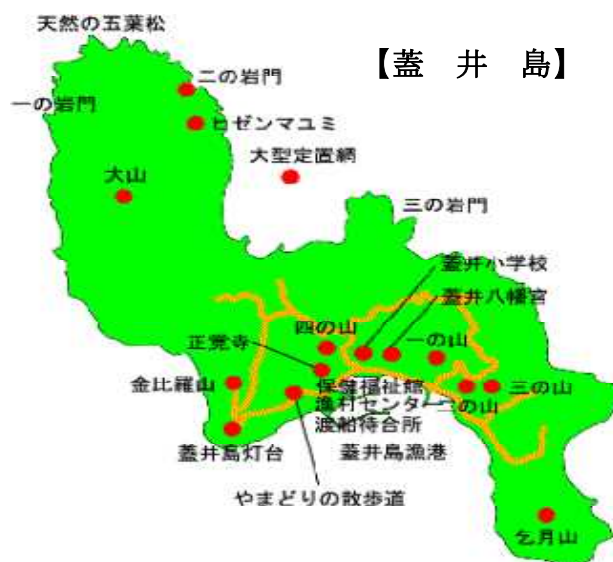 天然の五葉松
【蓋 井 島】
二の岩門
一の岩門
ヒゼンマユミ
大型定置網
大山
三の岩門
蓋井小学校
蓋井八幡宮
四の山
一の山
正覚寺
金比羅山
保健福祉館
三の山
漁村センター
二の山
渡船待合所
蓋井島灯台
蓋井島漁港
やまどりの散歩道
乞月山